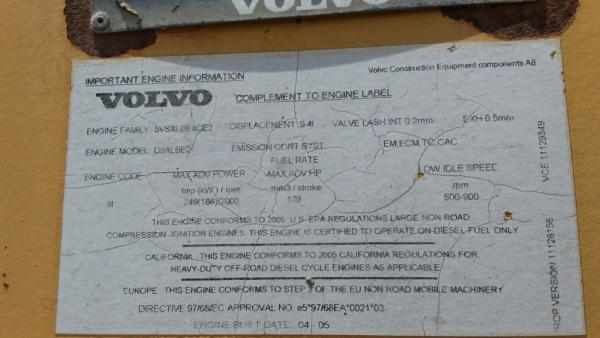 VOLVO
IMPORTANT ENGINE INFORMATION
Volvo Construction Equipment components AB
VOLVO COMPLEMENT TO ENGINE LABEL
ENGINE FAMILY DISPLACEMENT 9.4l VALVE LASH INT 0.2mm EXH 0.5mm
ENGINE MODEL EMISSION CONT SYST EM,ECM,TC,CAC
FUEL RATE
ENGINE CODE MAX ADV POWER MAX ADV HP LOW IDLE SPEED
bhp (kW) / rpm mm3 / stroke rpm
III 139 500-900
THIS ENGINE CONFORMS TO 2005 U.S-EPA REGULATIONS LARGE NON ROAD
COMPRESSION-IGNITION ENGINES. THIS ENGINE IS CERTIFIED TO OPERATE ON DIESEL FUEL ONLY
CALIFORNIA. THIS ENGINE CONFORMS TO 2005 CALIFORNIA REGULATIONS FOR
HEAVY-DUTY OFF-ROAD DIESEL CYCLE ENGINES AS APPLICABLE
EUROPE. THIS ENGINE CONFORMS TO STEP 2 OF THE EU NON ROAD MOBILE MACHINERY
DIRECTIVE 97/68/EC APPROVAL NO e5*97/68EA*0021*03
ENGINE BUILT DATE 04 - 05
VCE 11129349
PROP VERSION 11128156